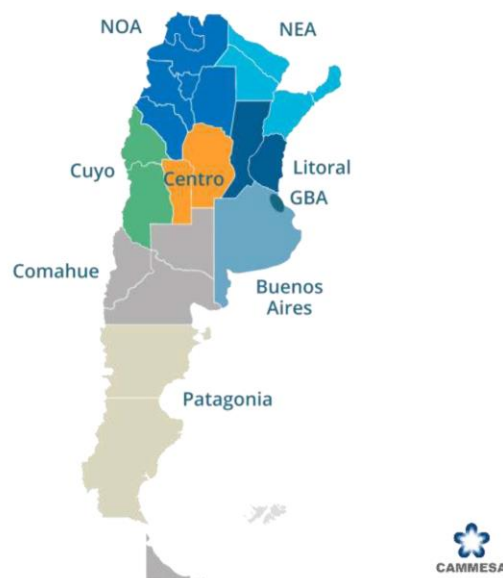 NOA
NEA
Cuyo
Centro
Litoral
GBA
Comahue
Buenos
Aires
Patagonia
CAMMESA